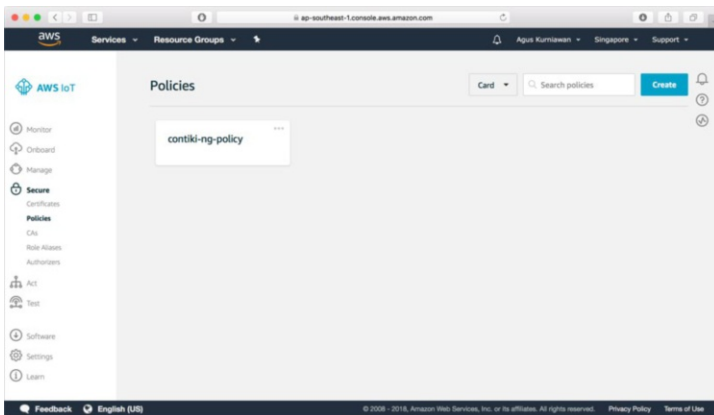 ap-southeast-1.console.aws.amazon.com
aws Services Resource Groups Agus Kurniawan Singapore Support
AWS IoT
Policies
Card Search policies Create
Monitor
Onboard
Manage
Secure
Certificates
Policies
CAs
Role Aliases
Authorizers
Act
Test
Software
Settings
Learn
contiki-ng-policy
Feedback English (US) © 2008 - 2018, Amazon Web Services, Inc. or its affiliates. All rights reserved. Privacy Policy Terms of Use